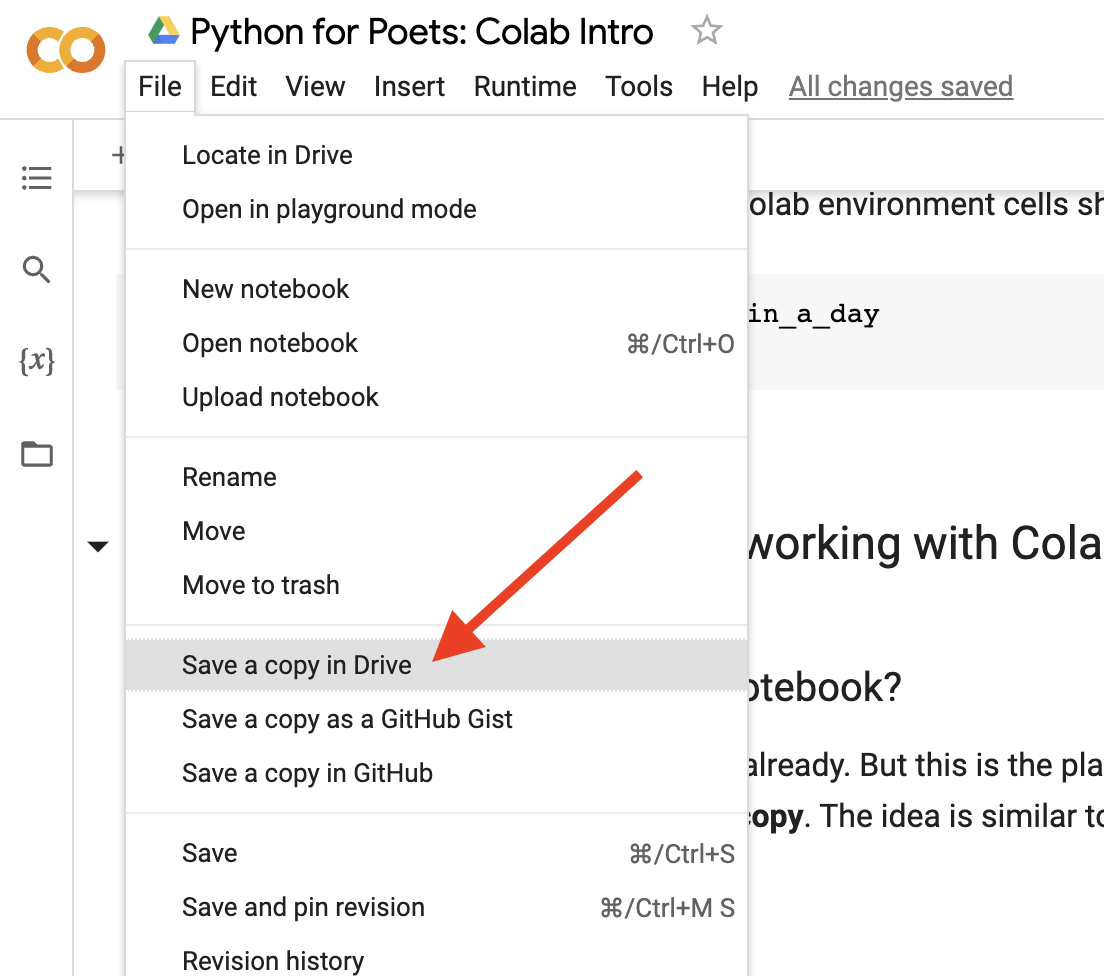 Python for Poets: Colab Intro
File Edit View Insert Runtime Tools Help All changes saved
Locate in Drive
Open in playground mode
olab environment cells sh
New notebook
in_a_day
Open notebook ⌘/Ctrl+O
{x}
Upload notebook
Rename
Move
working with Cola
Move to trash
Save a copy in Drive
otebook?
Save a copy as a GitHub Gist
Save a copy in GitHub
already. But this is the pla
copy. The idea is similar to
Save ⌘/Ctrl+S
Save and pin revision ⌘/Ctrl+M S
Revision history